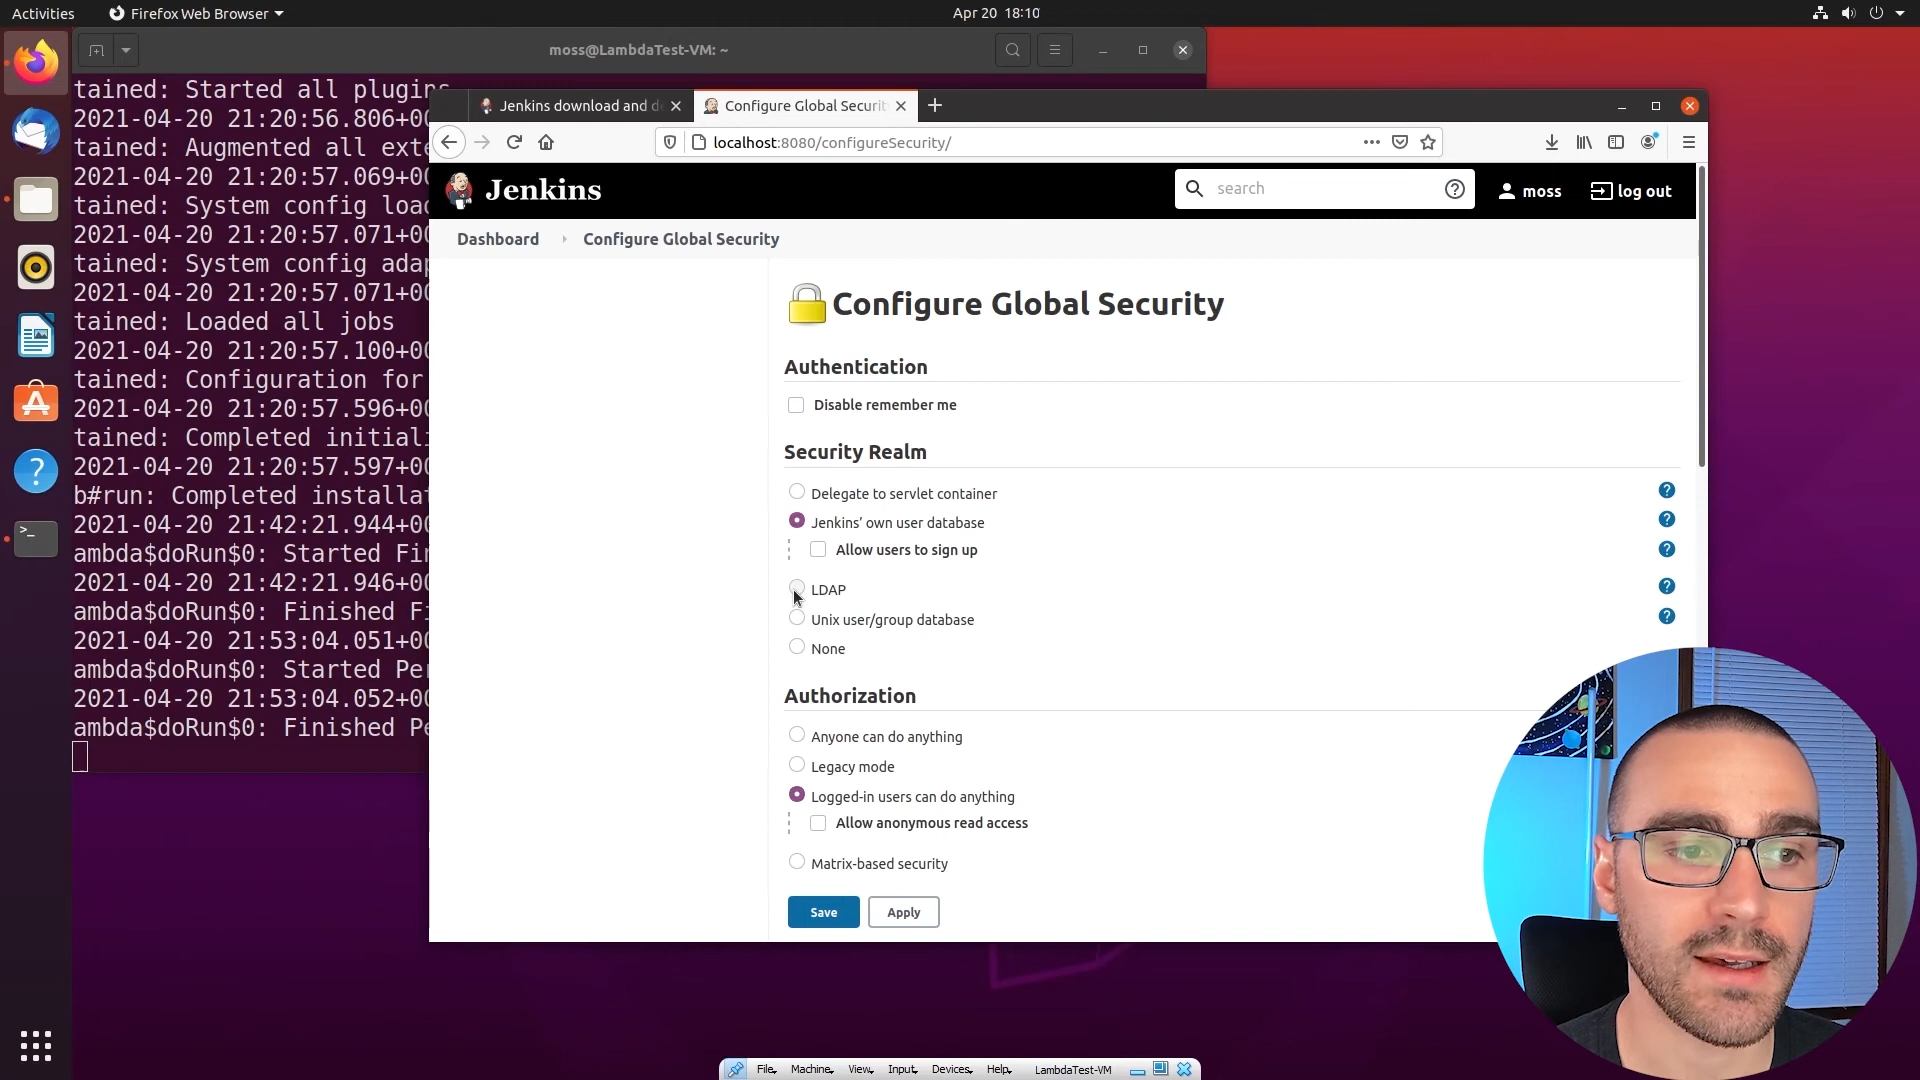 Activities
Firefox Web Browser
Apr 20 18:10
moss@LambdaTest-VM: ~
tained: Started all plugins
2021-04-20 21:20:56.806+00
tained: Augmented all exte
2021-04-20 21:20:57.069+00
tained: System config load
2021-04-20 21:20:57.071+00
tained: System config adap
2021-04-20 21:20:57.071+00
tained: Loaded all jobs
2021-04-20 21:20:57.100+00
tained: Configuration for
2021-04-20 21:20:57.596+00
tained: Completed initiali
2021-04-20 21:20:57.597+00
b#run: Completed installat
2021-04-20 21:42:21.944+00
ambda$doRun$0: Started Fin
2021-04-20 21:42:21.946+00
ambda$doRun$0: Finished Fi
2021-04-20 21:53:04.051+00
ambda$doRun$0: Started Per
2021-04-20 21:53:04.052+00
ambda$doRun$0: Finished Pe
Jenkins download and de
Configure Global Securit
localhost:8080/configureSecurity/
Jenkins
search
moss
log out
Dashboard
Configure Global Security
Configure Global Security
Authentication
Disable remember me
Security Realm
Delegate to servlet container
Jenkins’ own user database
Allow users to sign up
LDAP
Unix user/group database
None
Authorization
Anyone can do anything
Legacy mode
Logged-in users can do anything
Allow anonymous read access
Matrix-based security
Save
Apply
File
Machine
View
Input
Devices
Help
LambdaTest-VM